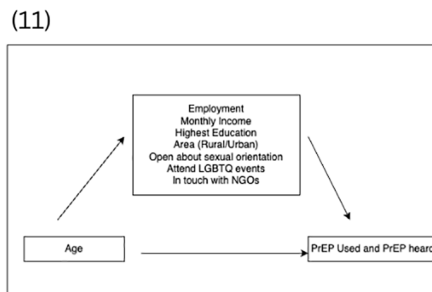 (11)
Employment
Monthly Income
Highest Education
Area (Rural/Urban)
Open about sexual orientation
Attend LGBTQ events
In touch with NGOs
Age
PrEP Used and PrEP heard